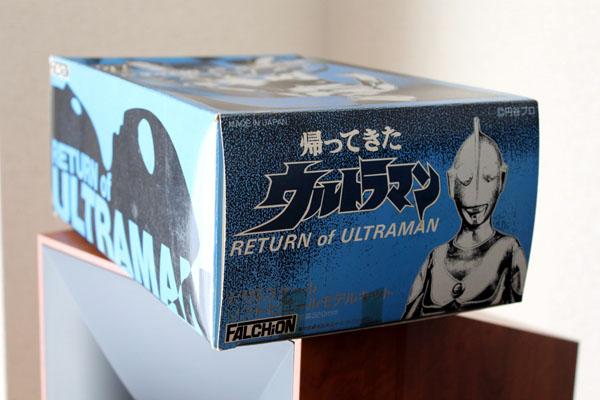 RETURN of
ULTRAMAN
MADE IN JAPAN
©円谷プロ
帰ってきた
ウルトラマン
RETURN of ULTRAMAN
FALCHiON